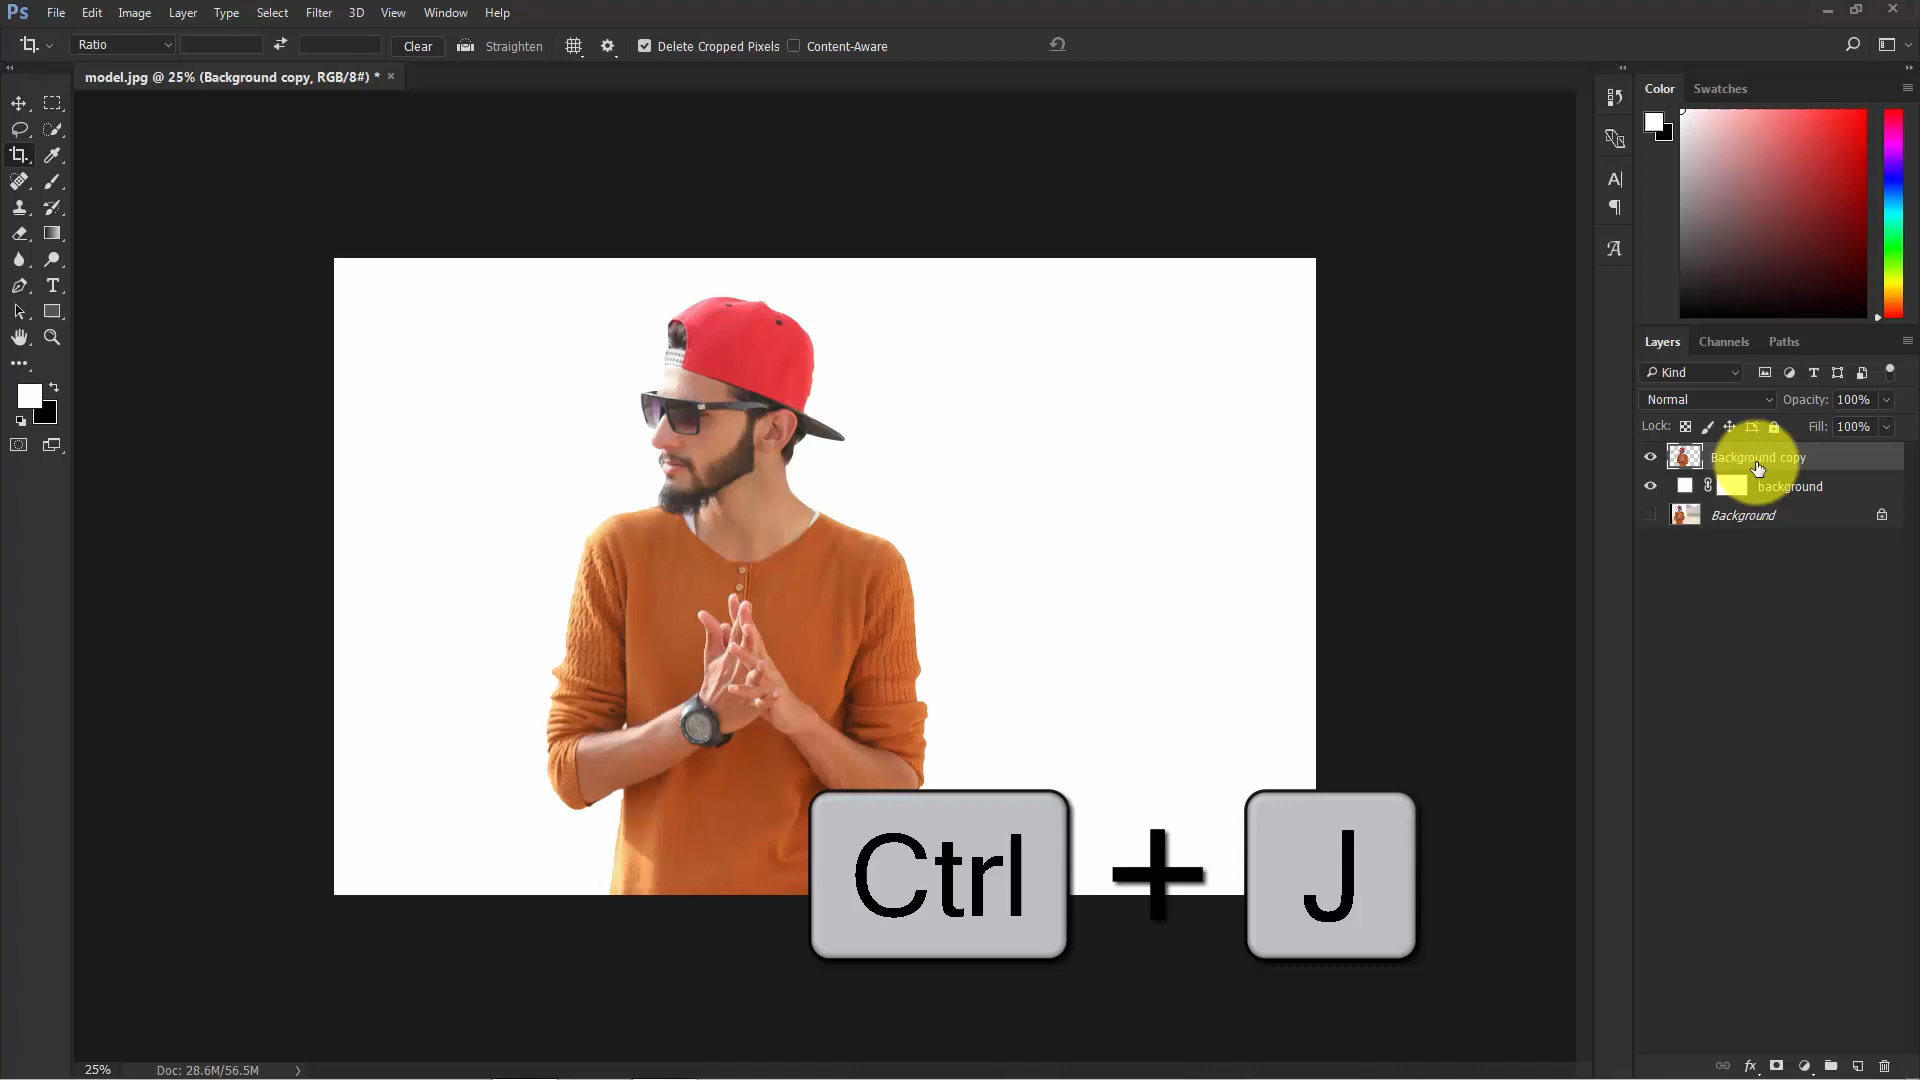 Ps File Edit Image Layer Type Select Filter 3D View Window Help
Ratio Clear Straighten Delete Cropped Pixels Content-Aware
model.jpg @ 25% (Background copy, RGB/8#) *
Color Swatches
Layers Channels Paths
Kind
Normal Opacity: 100%
Lock: Fill: 100%
Background copy
background
Background
Ctrl + J
25% Doc: 28.6M/56.5M